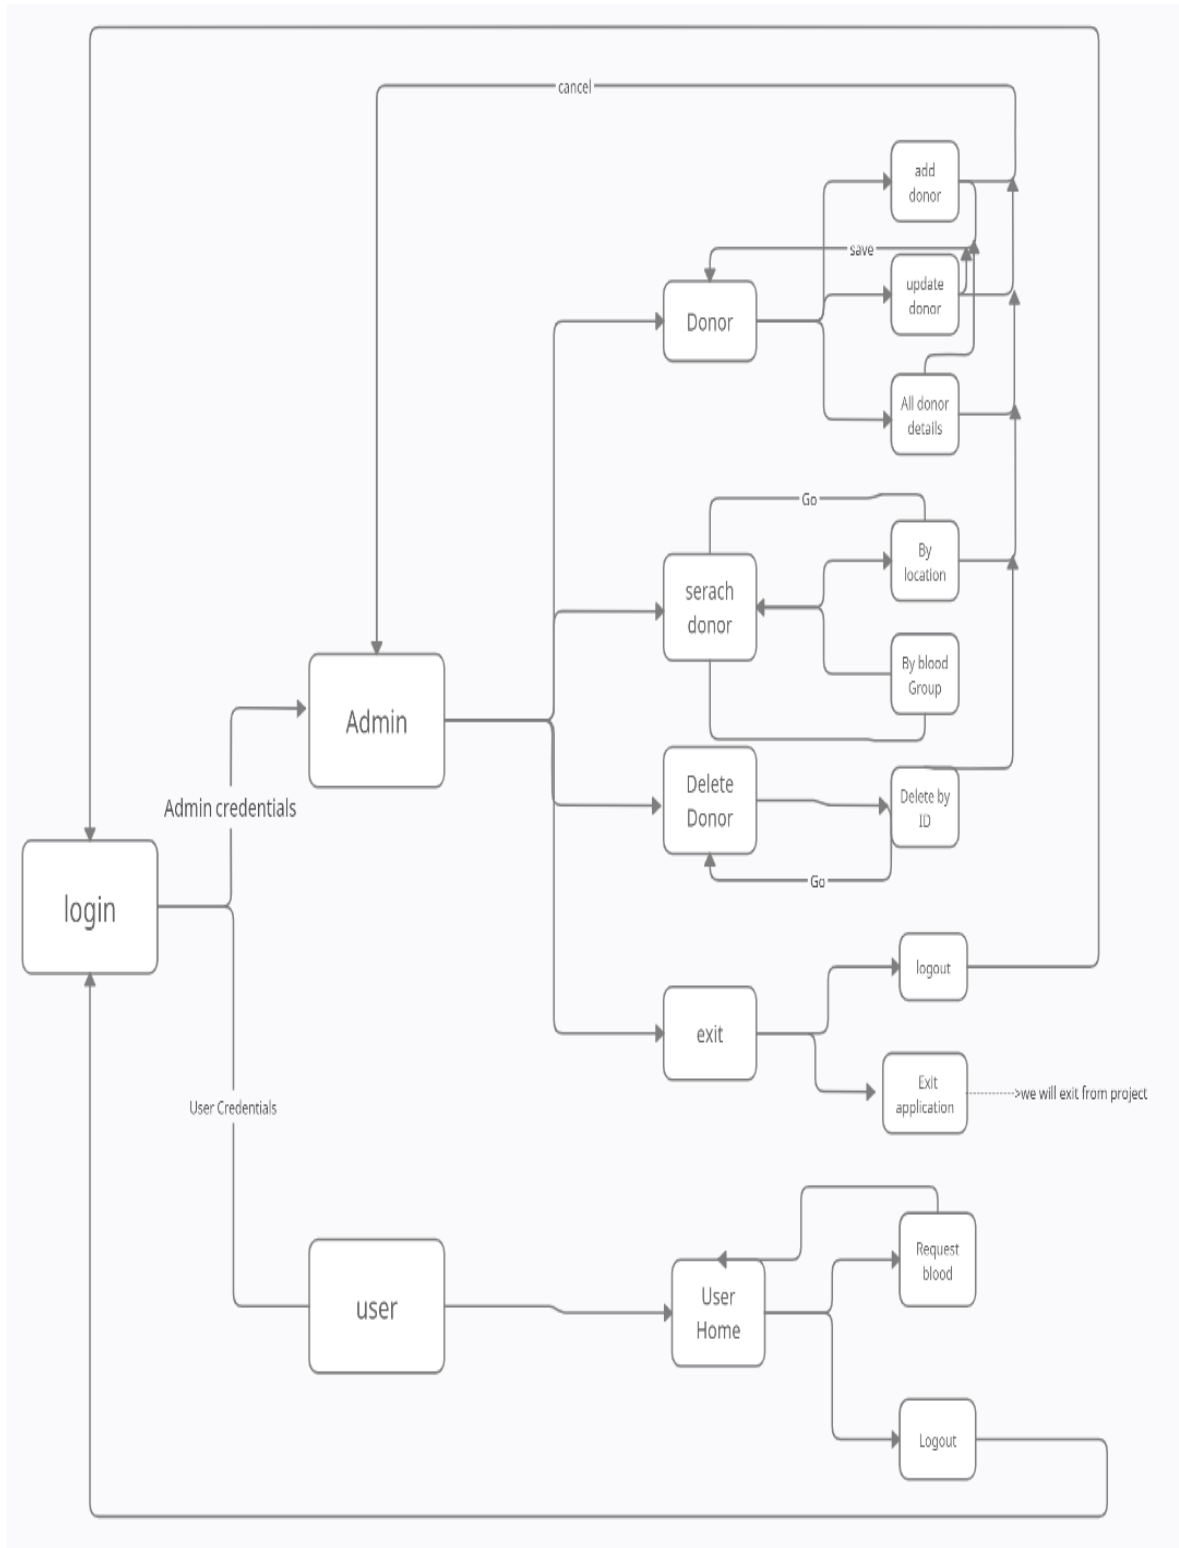 cancel
add
donor
save
update
donor
Donor
All donor
details
Go
By
location
serach
donor
By blood
Group
Admin
Delete
Donor
Delete by
ID
Admin credentials
Go
login
logout
exit
Exit
application
>we will exit from project
User Credentials
Request
blood
user
User
Home
Logout